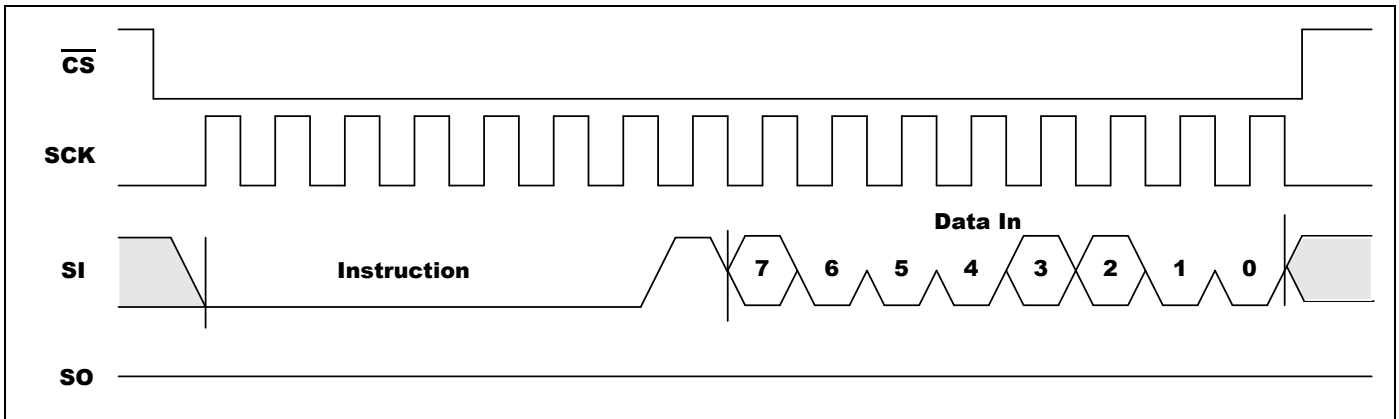 CS
SCK
Data In
SI Instruction 7 6 5 4 3 2 1 0
SO